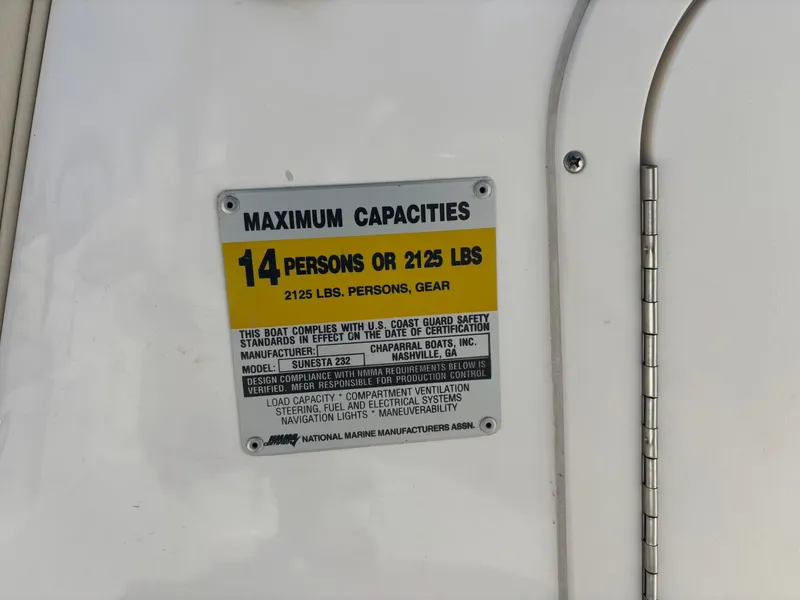 MAXIMUM CAPACITIES
14 PERSONS OR 2125 LBS
2125 LBS. PERSONS, GEAR
THIS BOAT COMPLIES WITH U.S. COAST GUARD SAFETY
STANDARDS IN EFFECT ON THE DATE OF CERTIFICATION
MANUFACTURER: CHAPARRAL BOATS, INC.
NASHVILLE, GA
MODEL: SUNESTA 232
DESIGN COMPLIANCE WITH NMMA REQUIREMENTS BELOW IS
VERIFIED. MFGR RESPONSIBLE FOR PRODUCTION CONTROL
LOAD CAPACITY * COMPARTMENT VENTILATION
STEERING, FUEL AND ELECTRICAL SYSTEMS
NAVIGATION LIGHTS * MANEUVERABILITY
NMMA NATIONAL MARINE MANUFACTURERS ASSN.